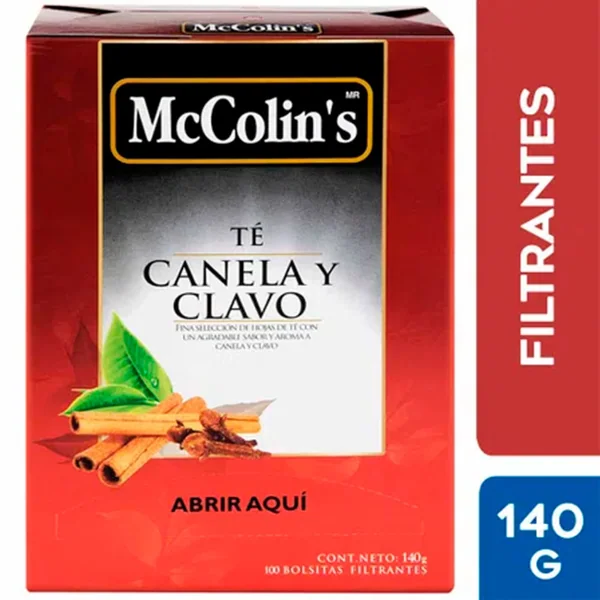 McColin's
MR
TÉ
CANELA Y
CLAVO
FINA SELECCIÓN DE HOJAS DE TÉ CON
UN AGRADABLE SABOR Y AROMA A
CANELA Y CLAVO
ABRIR AQUÍ
CONT.NETO: 140g
100 BOLSITAS FILTRANTES
FILTRANTES
140
G